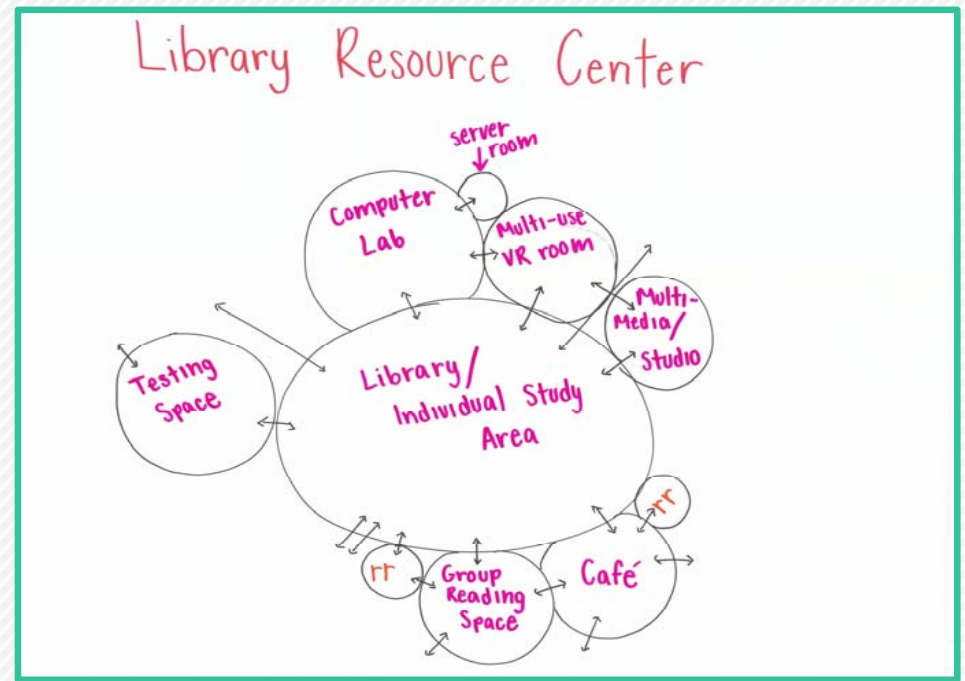 Library Resource Center
server
room
Computer
Lab
Multi-use
VR room
Multi-
Media/
Studio
Testing
Space
Library/
Individual Study
Area
rr
rr
Group
Reading
Space
Café